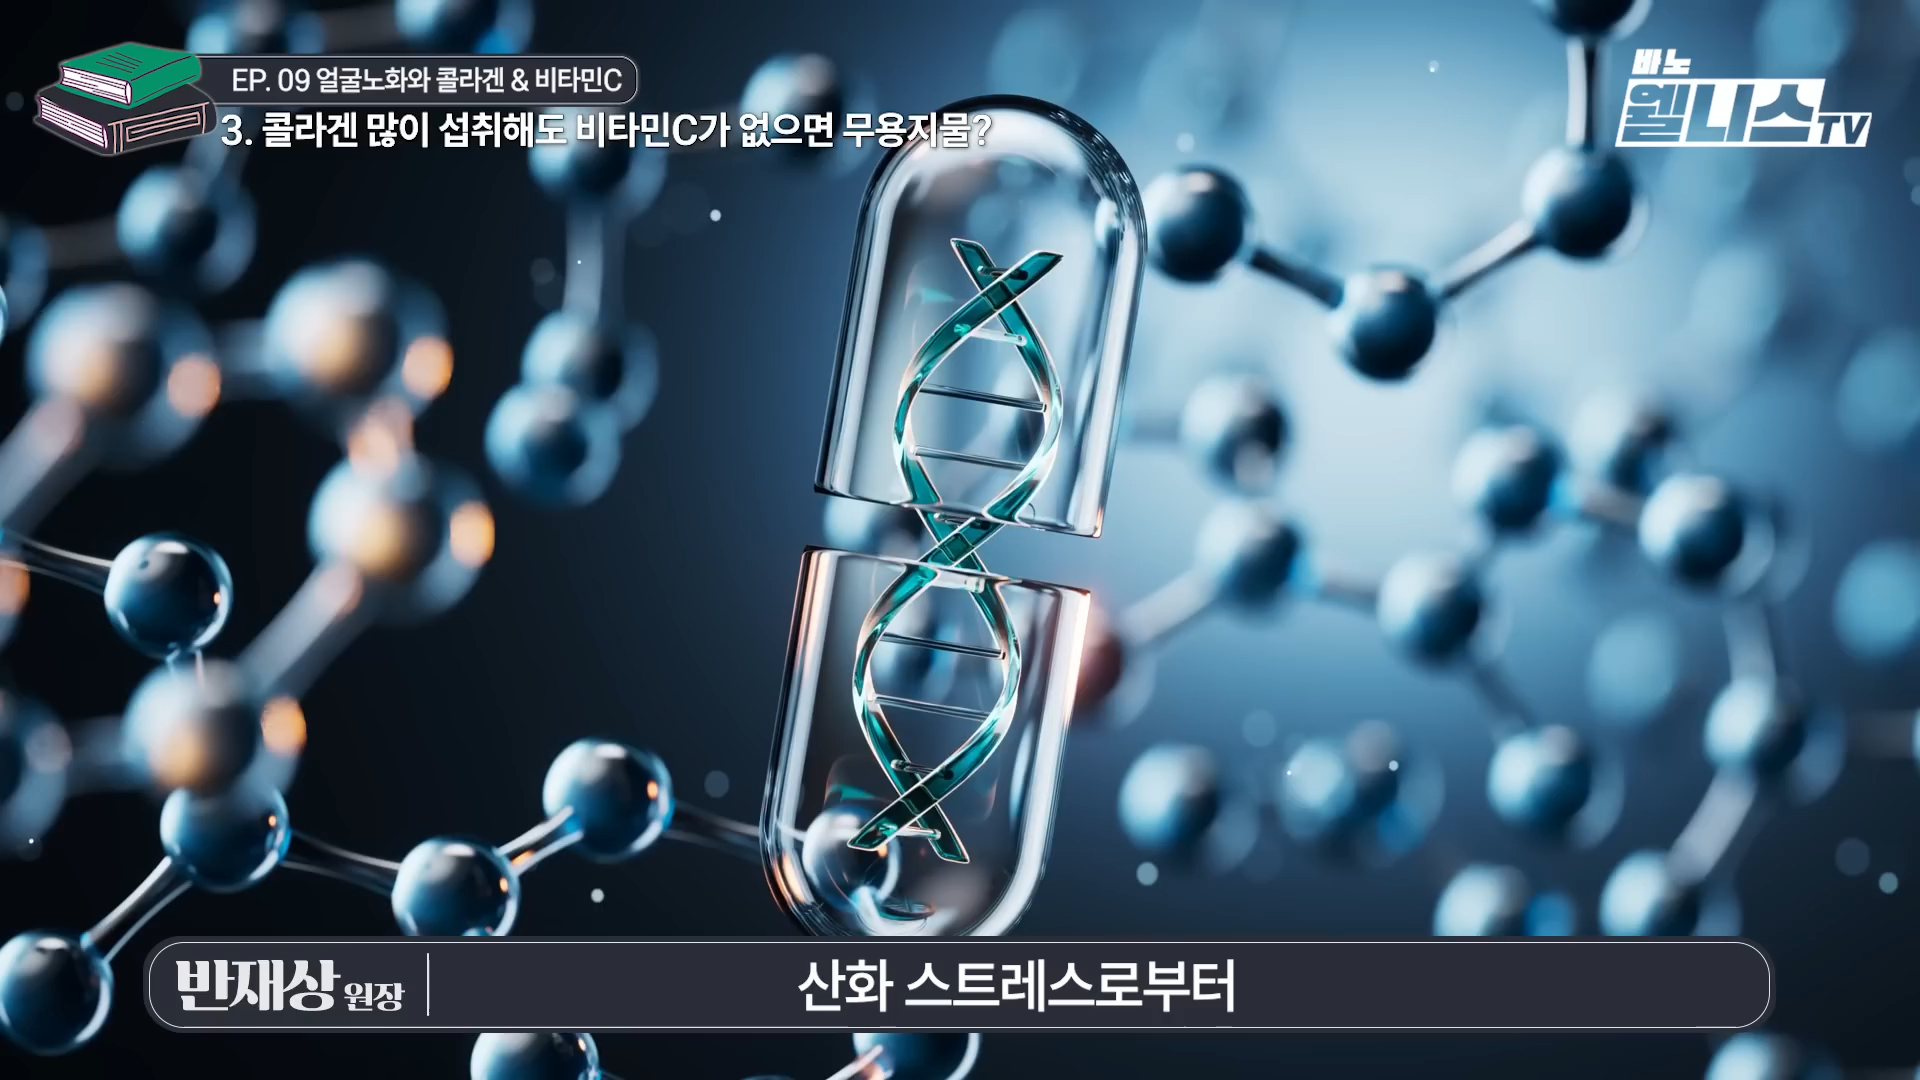 EP. 09 얼굴노화와 콜라겐 & 비타민C
3. 콜라겐 많이 섭취해도 비타민C가 없으면 무용지물?
바노
웰니스TV
반재상 원장
산화 스트레스로부터